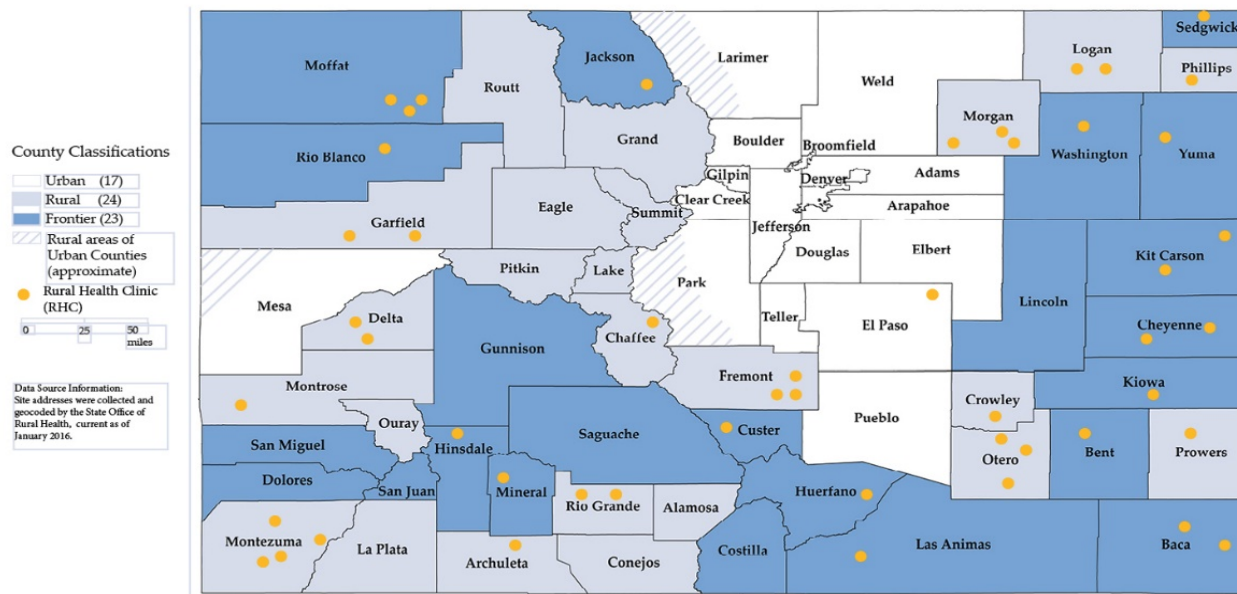 County Classifications
Urban (17)
Rural (24)
Frontier (23)
Rural areas of
Urban Counties
(approximate)
Rural Health Clinic
(RHC)
0 25 50
miles
Data Source Information:
Site addresses were collected and
geocoded by the State Office of
Rural Health, current as of
January 2016.
Moffat
Routt
Jackson
Larimer
Weld
Logan
Sedgwick
Phillips
Rio Blanco
Grand
Boulder
Broomfield
Morgan
Washington
Yuma
Garfield
Eagle
Summit
Gilpin
Clear Creek
Denver
Adams
Arapahoe
Jefferson
Douglas
Elbert
Kit Carson
Mesa
Pitkin
Lake
Park
Lincoln
Delta
Gunnison
Chaffee
Teller
El Paso
Cheyenne
Montrose
Fremont
Kiowa
Ouray
Crowley
Pueblo
San Miguel
Hinsdale
Saguache
Custer
Otero
Bent
Prowers
Dolores
San Juan
Mineral
Rio Grande
Alamosa
Huerfano
Montezuma
La Plata
Archuleta
Conejos
Costilla
Las Animas
Baca